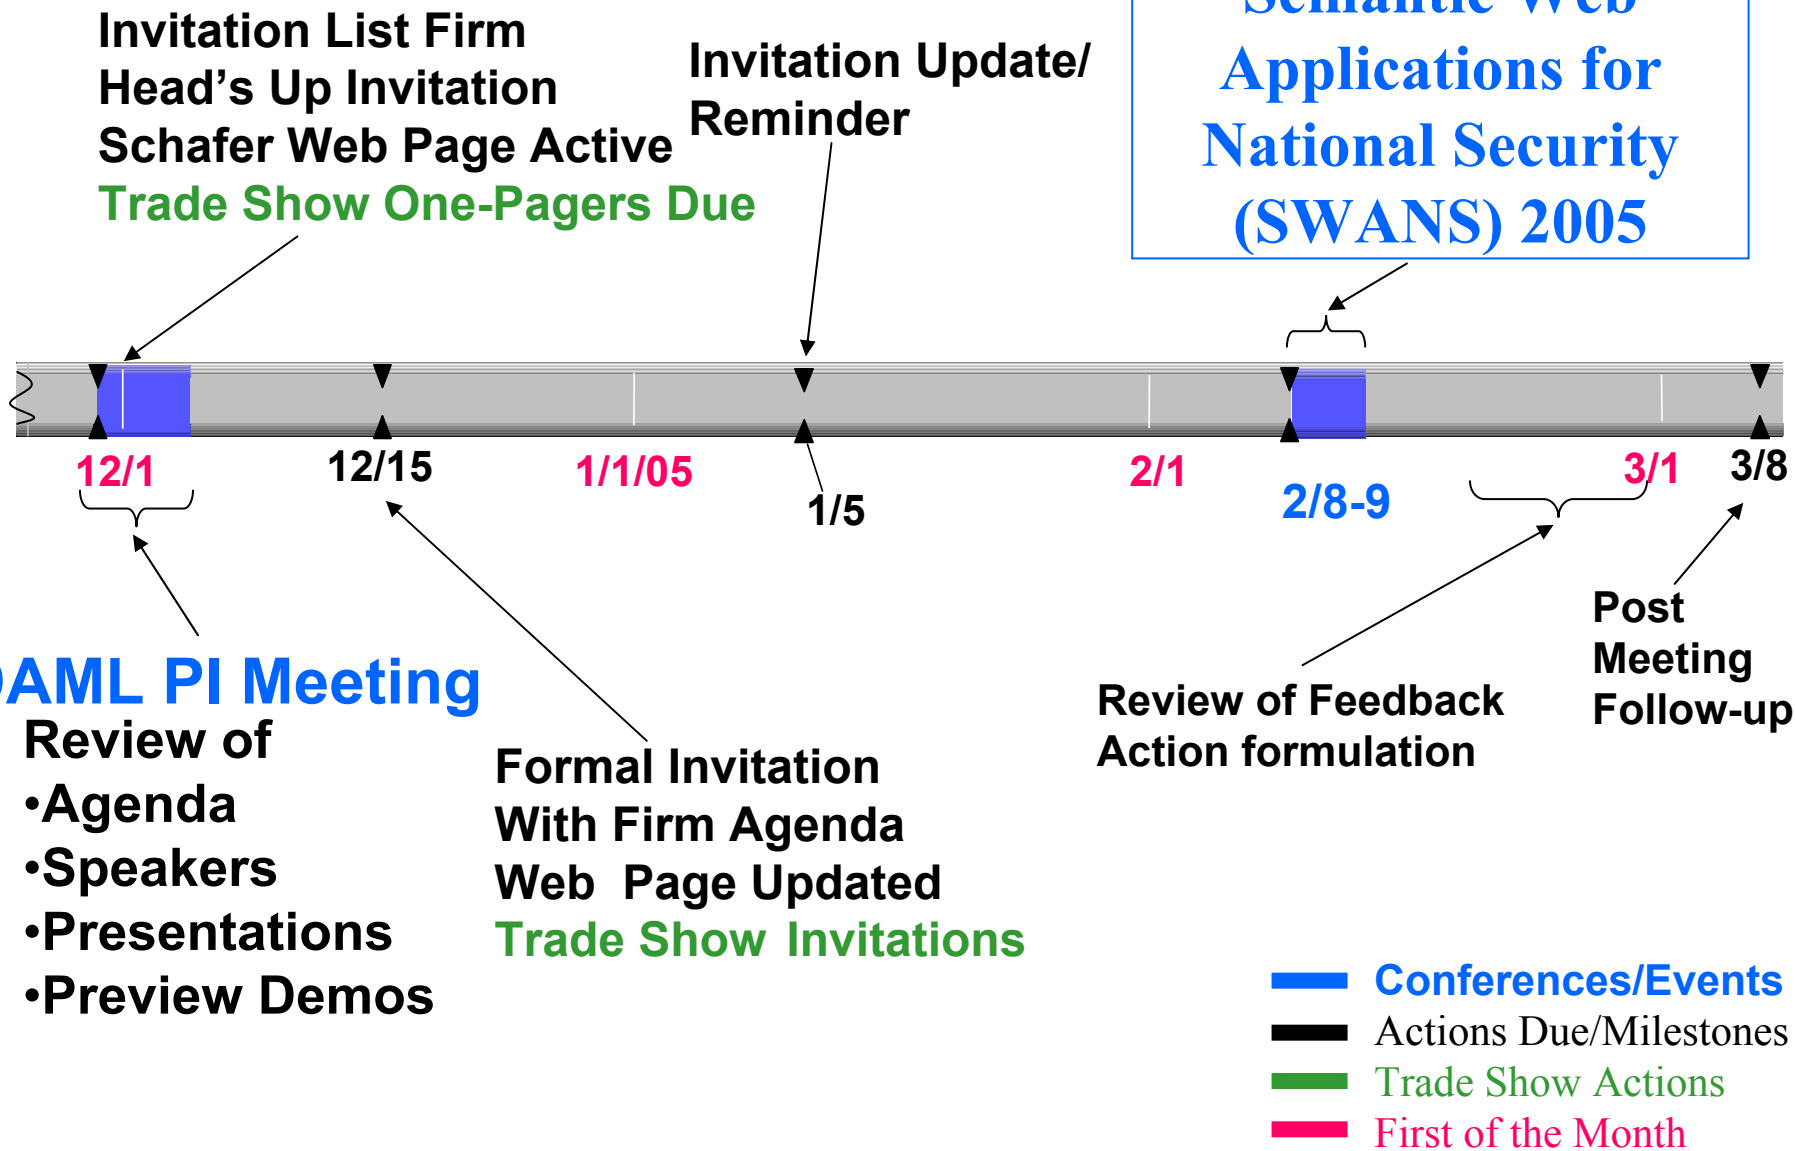 Invitation List Firm
Head's Up Invitation
Schafer Web Page Active
Trade Show One-Pagers Due
Invitation Update/
Reminder
Semantic Web
Applications for
National Security
(SWANS) 2005
12/1
12/15
1/1/05
1/5
2/1
2/8-9
3/1
3/8
DAML PI Meeting
Review of
•Agenda
•Speakers
•Presentations
•Preview Demos
Formal Invitation
With Firm Agenda
Web Page Updated
Trade Show Invitations
Review of Feedback
Action formulation
Post
Meeting
Follow-up
Conferences/Events
Actions Due/Milestones
Trade Show Actions
First of the Month